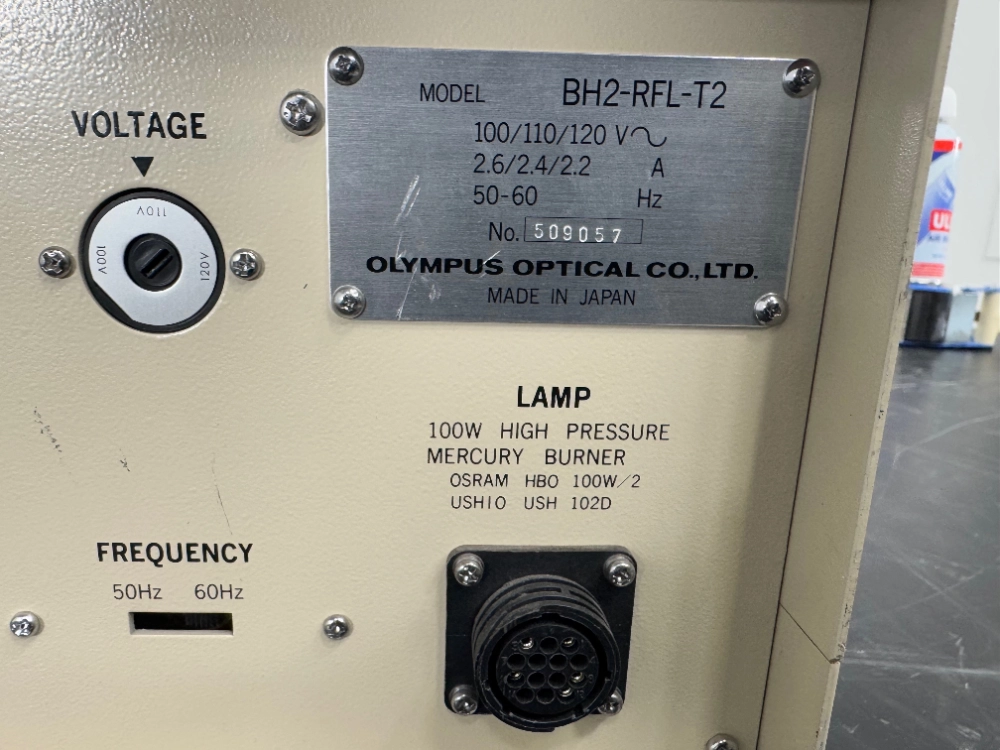 VOLTAGE
110V
100V
120V
MODEL BH2-RFL-T2
100/110/120 V
2.6/2.4/2.2 A
50-60 Hz
No. 509057
OLYMPUS OPTICAL CO.,LTD.
MADE IN JAPAN
LAMP
100W HIGH PRESSURE
MERCURY BURNER
OSRAM HBO 100W/2
USHIO USH 102D
FREQUENCY
50Hz 60Hz
UL